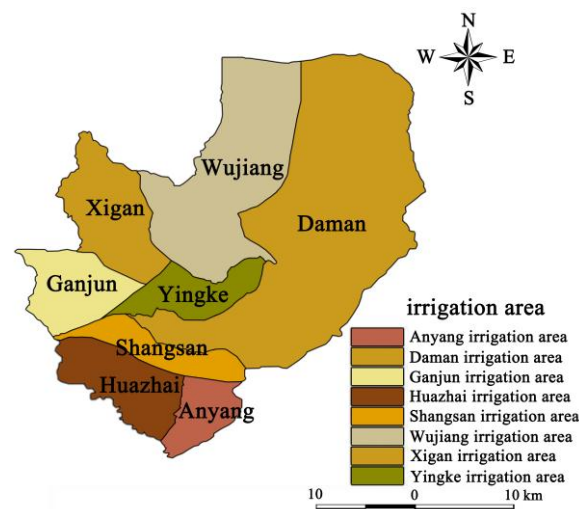 N
W E
S
Wujiang
Xigan
Daman
Ganjun
Yingke
Shangsan
Huazhai
Anyang
irrigation area
Anyang irrigation area
Daman irrigation area
Ganjun irrigation area
Huazhai irrigation area
Shangsan irrigation area
Wujiang irrigation area
Xigan irrigation area
Yingke irrigation area
10 0 10 km